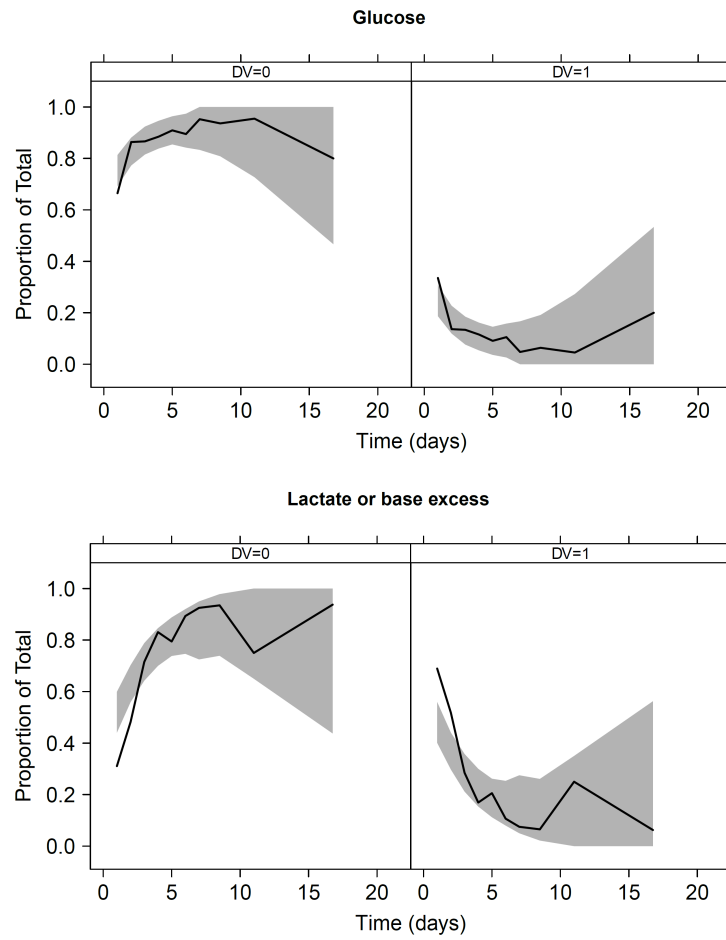 Glucose
DV=0 DV=1
Proportion of Total
1.0
0.8
0.6
0.4
0.2
0.0
0 5 10 15 20 0 5 10 15 20
Time (days)
Lactate or base excess
DV=0 DV=1
Proportion of Total
1.0
0.8
0.6
0.4
0.2
0.0
0 5 10 15 20 0 5 10 15 20
Time (days)